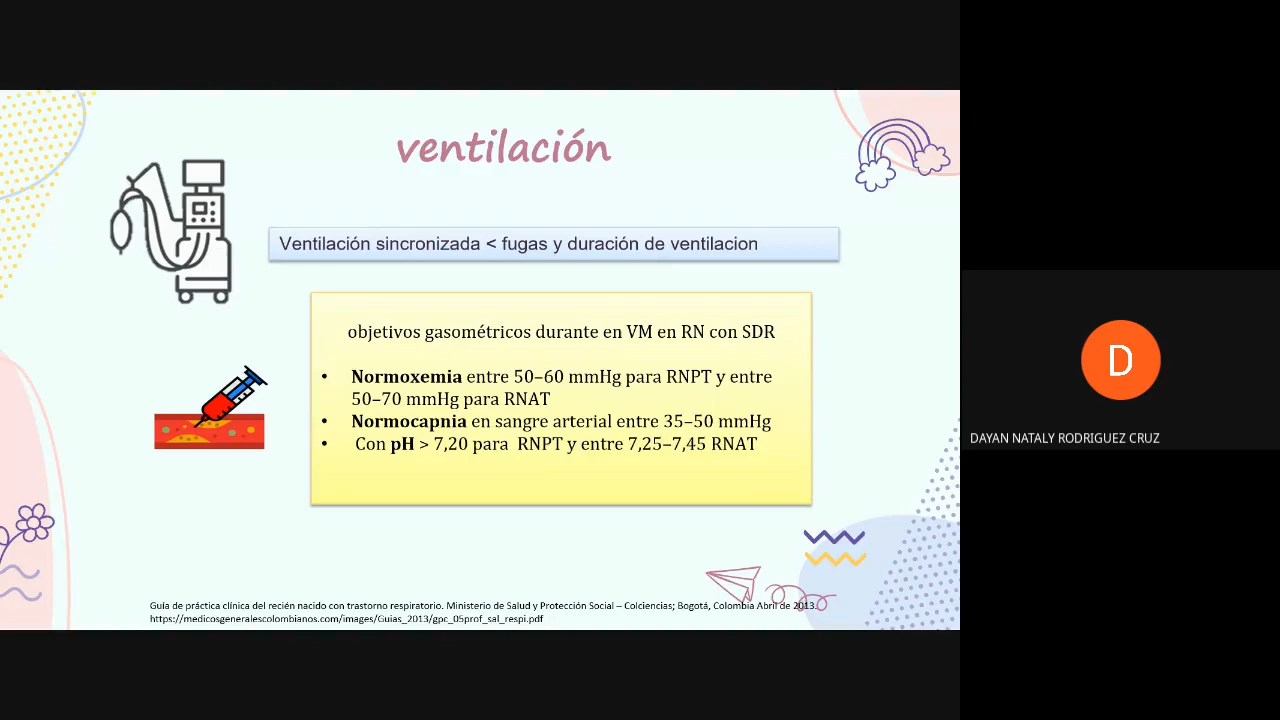 ventilación
Ventilación sincronizada < fugas y duración de ventilacion
objetivos gasométricos durante en VM en RN con SDR
• Normoxemia entre 50–60 mmHg para RNPT y entre
50–70 mmHg para RNAT
• Normocapnia en sangre arterial entre 35–50 mmHg
• Con pH > 7,20 para RNPT y entre 7,25–7,45 RNAT
Guía de práctica clínica del recién nacido con trastorno respiratorio. Ministerio de Salud y Protección Social – Colciencias; Bogotá, Colombia Abril de 2013.
https://medicosgeneralescolombianos.com/images/Guias_2013/gpc_05prof_sal_respi.pdf
D
DAYAN NATALY RODRIGUEZ CRUZ